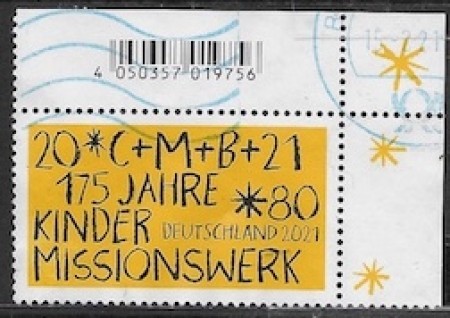 4 050357 019756
20*C+M+B+21
175 JAHRE
*80
KINDER
DEUTSCHLAND 2021
MISSIONSWERK